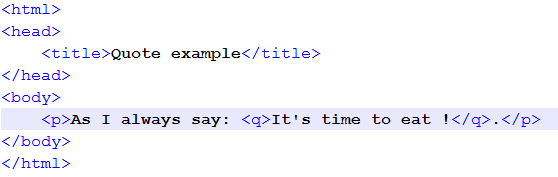 <html>
<head>
    <title>Quote example</title>
</head>
<body>
    <p>As I always say: <q>It's time to eat !</q>.</p>
</body>
</html>